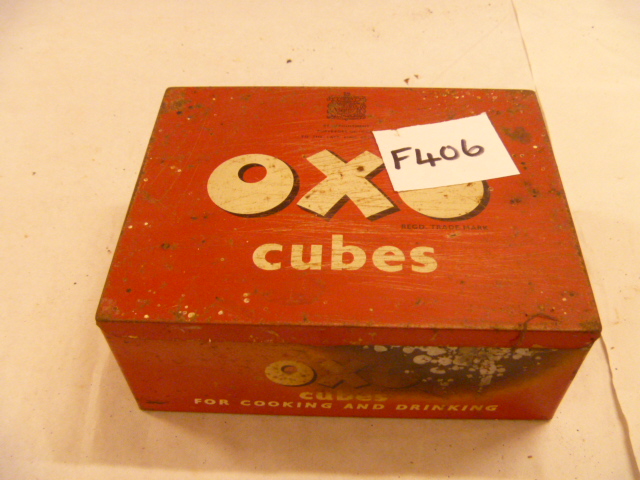 F406
OXO
REGD. TRADE MARK
cubes
OXO
cubes
FOR COOKING AND DRINKING